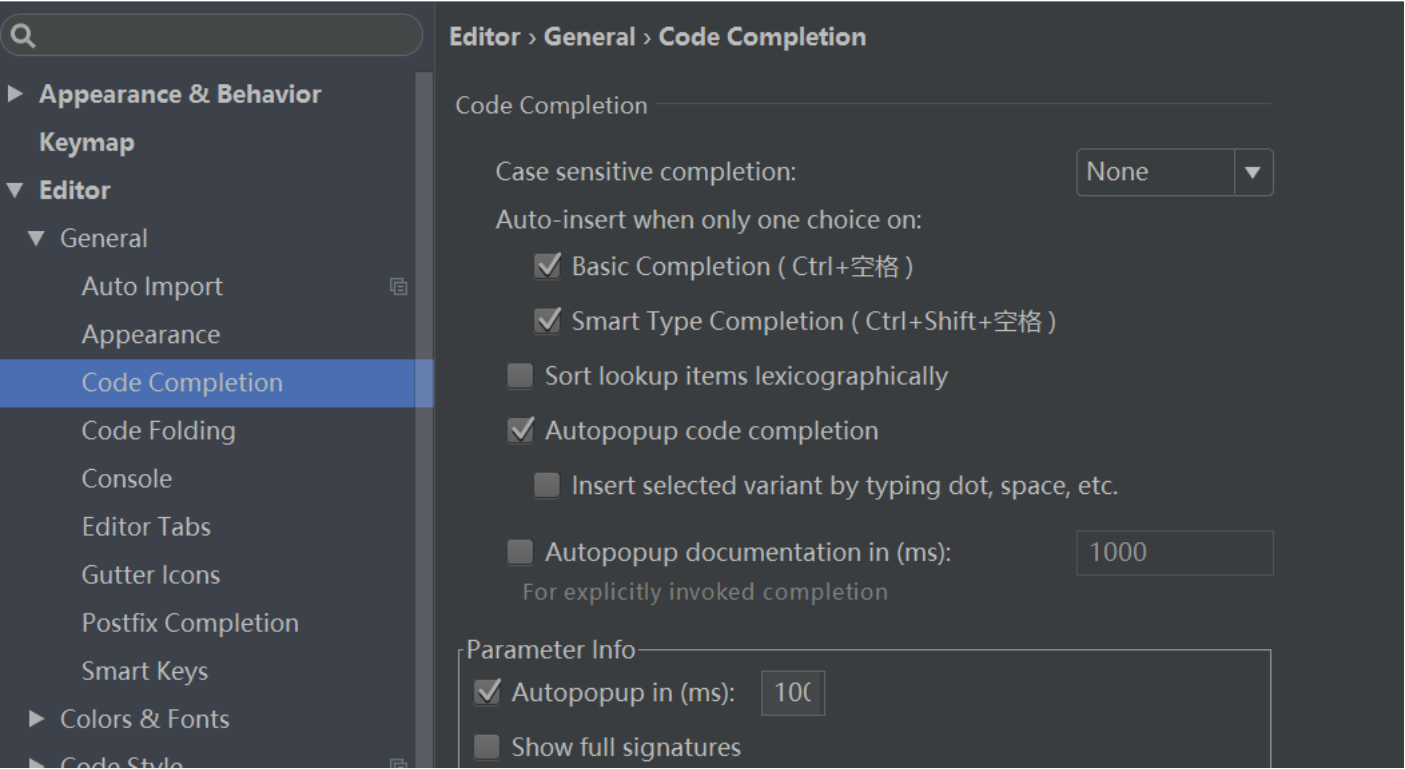 Appearance & Behavior
Keymap
Editor
General
Auto Import
Appearance
Code Completion
Code Folding
Console
Editor Tabs
Gutter Icons
Postfix Completion
Smart Keys
Colors & Fonts
Code Style
Editor › General › Code Completion
Code Completion
Case sensitive completion: None
Auto-insert when only one choice on:
Basic Completion ( Ctrl+空格 )
Smart Type Completion ( Ctrl+Shift+空格 )
Sort lookup items lexicographically
Autopopup code completion
Insert selected variant by typing dot, space, etc.
Autopopup documentation in (ms): 1000
For explicitly invoked completion
Parameter Info
Autopopup in (ms):
Show full signatures